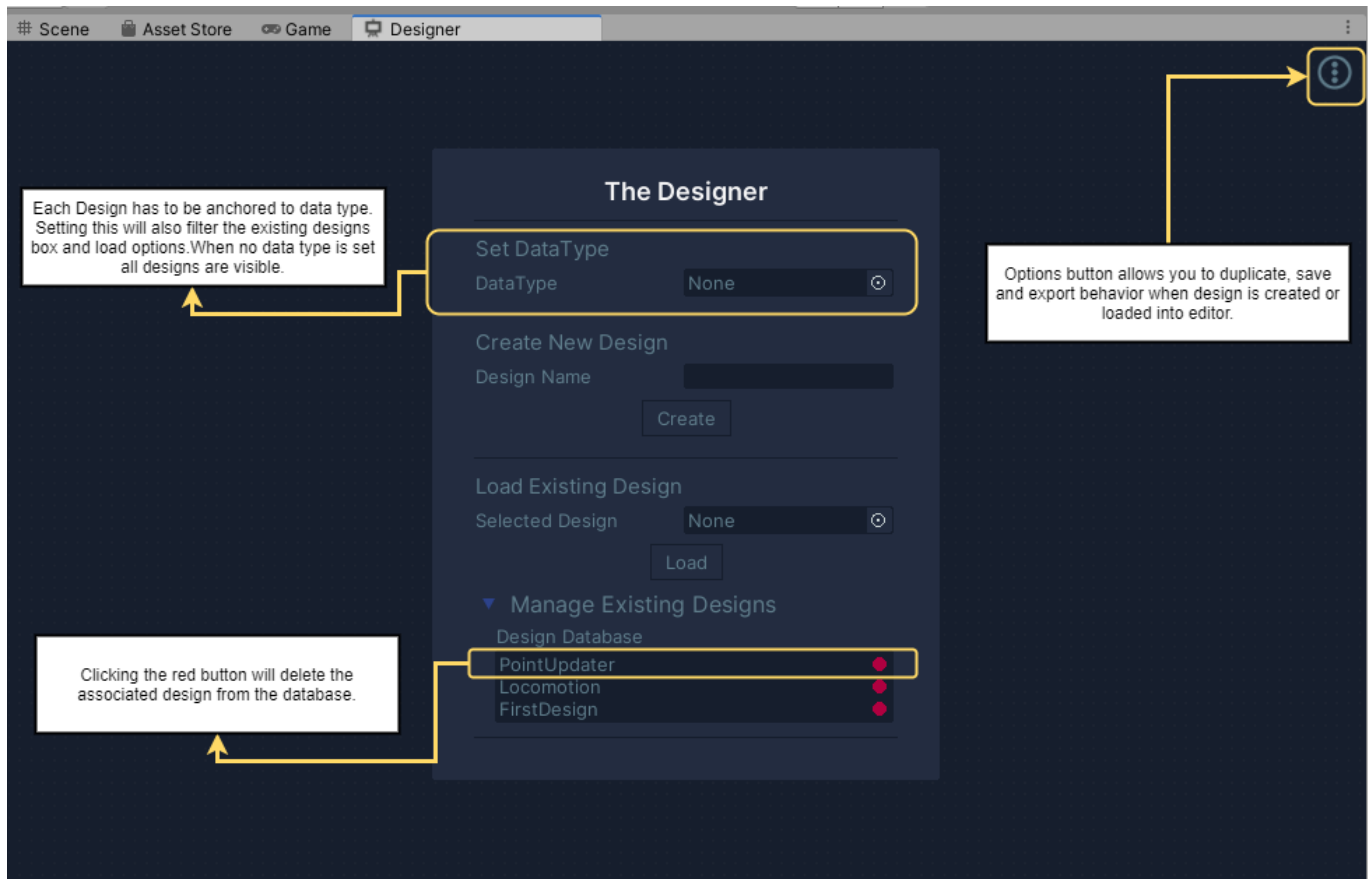 Scene
Asset Store
Game
Designer
The Designer
Each Design has to be anchored to data type.
Setting this will also filter the existing designs
box and load options.When no data type is set
all designs are visible.
Set DataType
DataType
None
Options button allows you to duplicate, save
and export behavior when design is created or
loaded into editor.
Create New Design
Design Name
Create
Load Existing Design
Selected Design
None
Load
Manage Existing Designs
Design Database
PointUpdater
Locomotion
FirstDesign
Clicking the red button will delete the
associated design from the database.